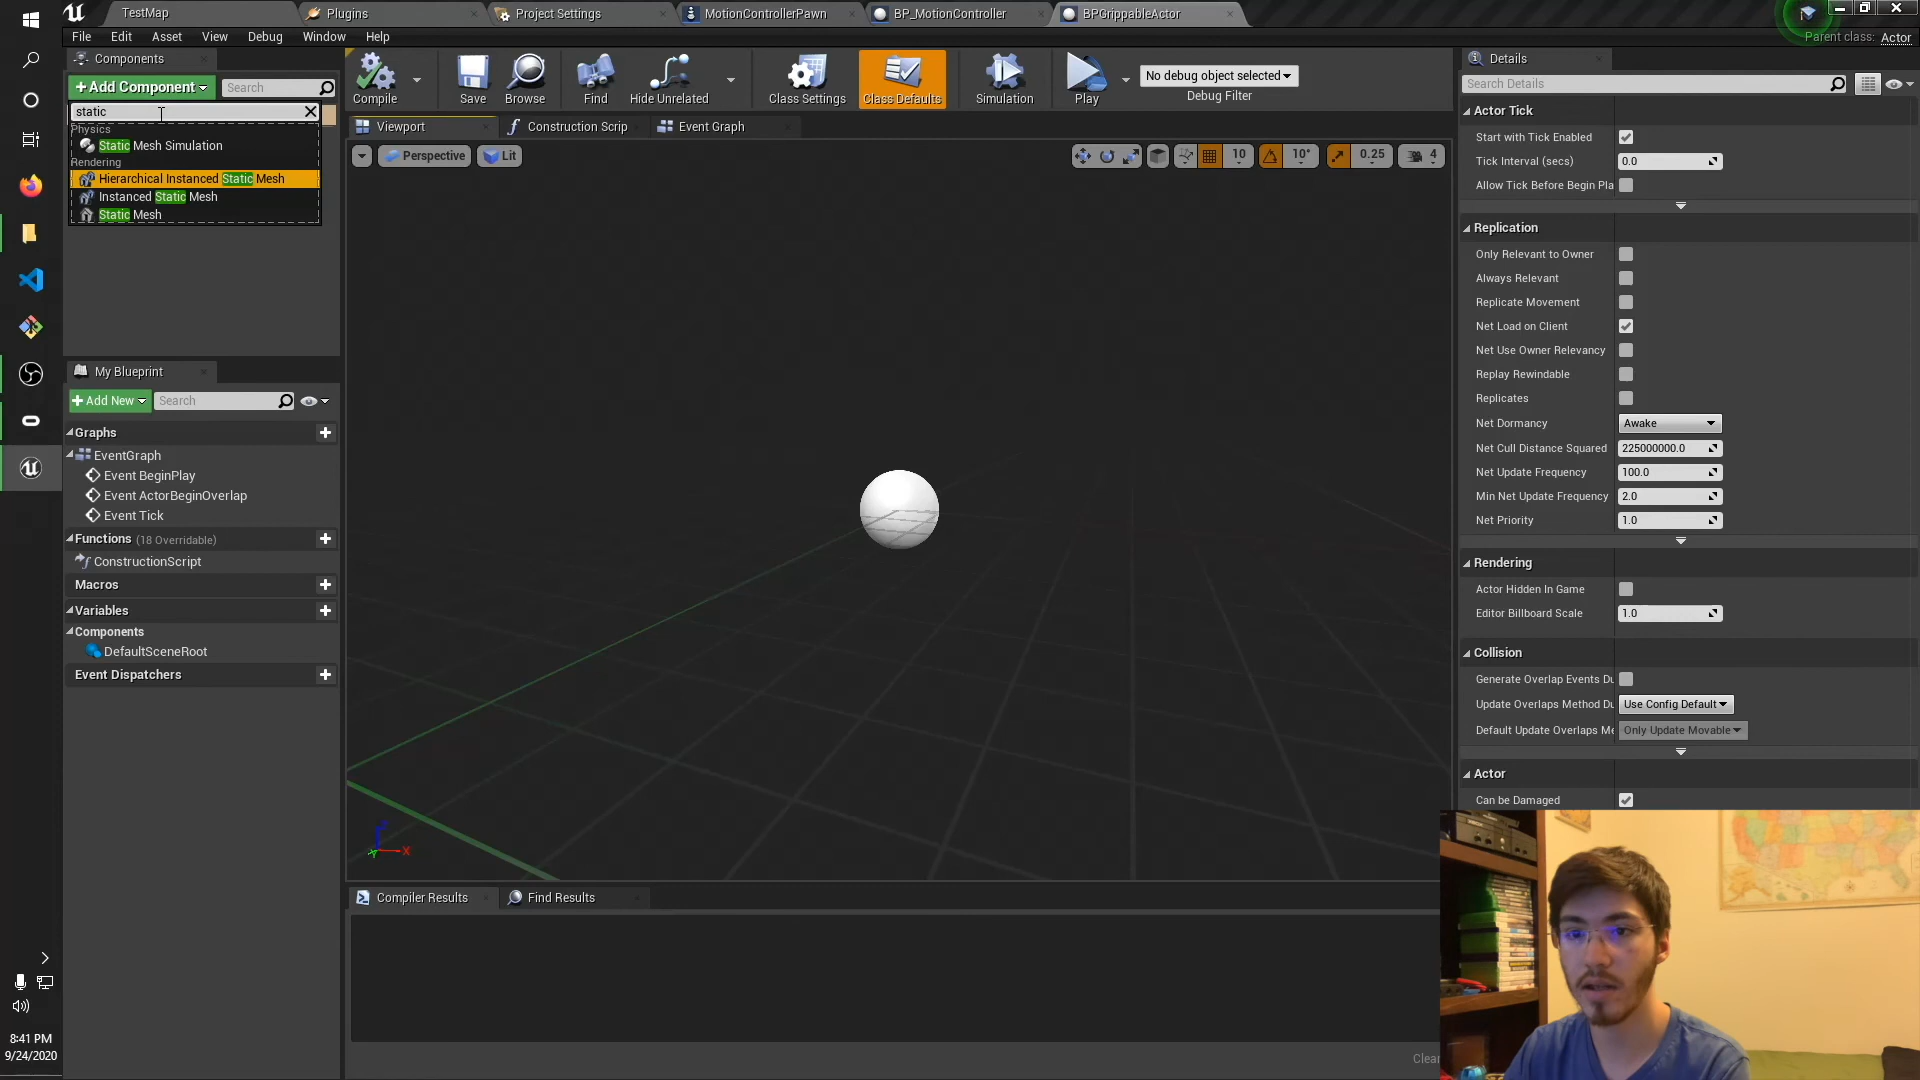 TestMap
Plugins
Project Settings
MotionControllerPawn
BP_MotionController
BPGrippableActor
File Edit Asset View Debug Window Help
Parent class: Actor
Components
+Add Component
Search
static
Physics
Static Mesh Simulation
Rendering
Hierarchical Instanced Static Mesh
Instanced Static Mesh
Static Mesh
Compile
Save
Browse
Find
Hide Unrelated
Class Settings
Class Defaults
Simulation
Play
No debug object selected
Debug Filter
Viewport
Construction Scrip
Event Graph
Perspective
Lit
10
10°
0.25
4
My Blueprint
+Add New
Search
Graphs
EventGraph
Event BeginPlay
Event ActorBeginOverlap
Event Tick
Functions (18 Overridable)
ConstructionScript
Macros
Variables
Components
DefaultSceneRoot
Event Dispatchers
X
Compiler Results
Find Results
Clea
Details
Search Details
Actor Tick
Start with Tick Enabled
Tick Interval (secs) 0.0
Allow Tick Before Begin Pla
Replication
Only Relevant to Owner
Always Relevant
Replicate Movement
Net Load on Client
Net Use Owner Relevancy
Replay Rewindable
Replicates
Net Dormancy Awake
Net Cull Distance Squared 225000000.0
Net Update Frequency 100.0
Min Net Update Frequency 2.0
Net Priority 1.0
Rendering
Actor Hidden In Game
Editor Billboard Scale 1.0
Collision
Generate Overlap Events Du
Update Overlaps Method Du Use Config Default
Default Update Overlaps Me Only Update Movable
Actor
Can be Damaged
8:41 PM
9/24/2020